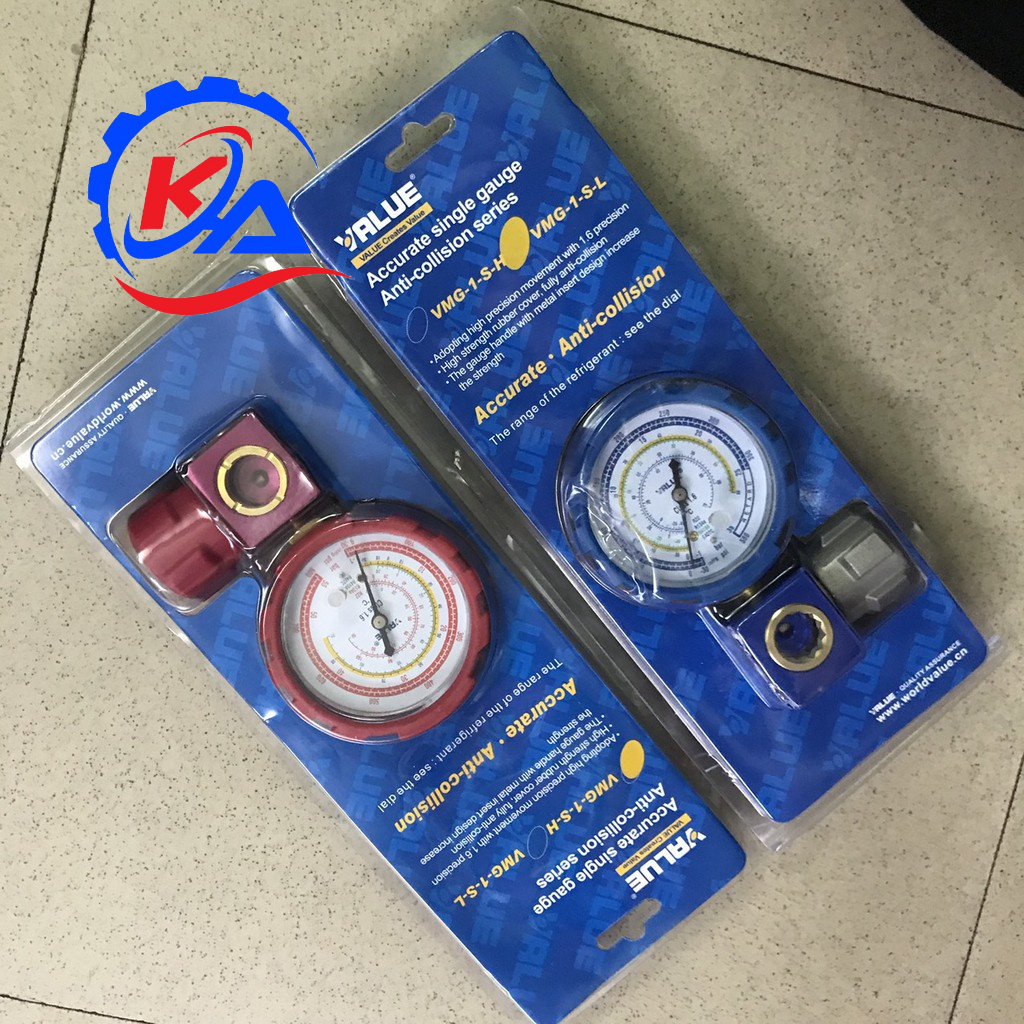 KA
VALUE®
VALUE Creates Value
Accurate single gauge
Anti-collision series
VMG-1-S-H
VMG-1-S-L
· Adopting high precision movement with 1.6 precision
· High strength rubber cover, fully anti-collision
· The gauge handle with metal insert design increase
the strength
Accurate · Anti-collision
The range of the refrigerant : see the dial
VALUE
VALUE · QUALITY ASSURANCE
www.worldvalue.cn
VALUE
VALUE Creates Value
Accurate single gauge
Anti-collision series
VMG-1-S-H
VMG-1-S-L
· Adopting high precision movement with 1.6 precision
· High strength rubber cover, fully anti-collision
· The gauge handle with metal insert design increase
the strength
Accurate · Anti-collision
The range of the refrigerant : see the dial
VALUE
VALUE · QUALITY ASSURANCE
www.worldvalue.cn